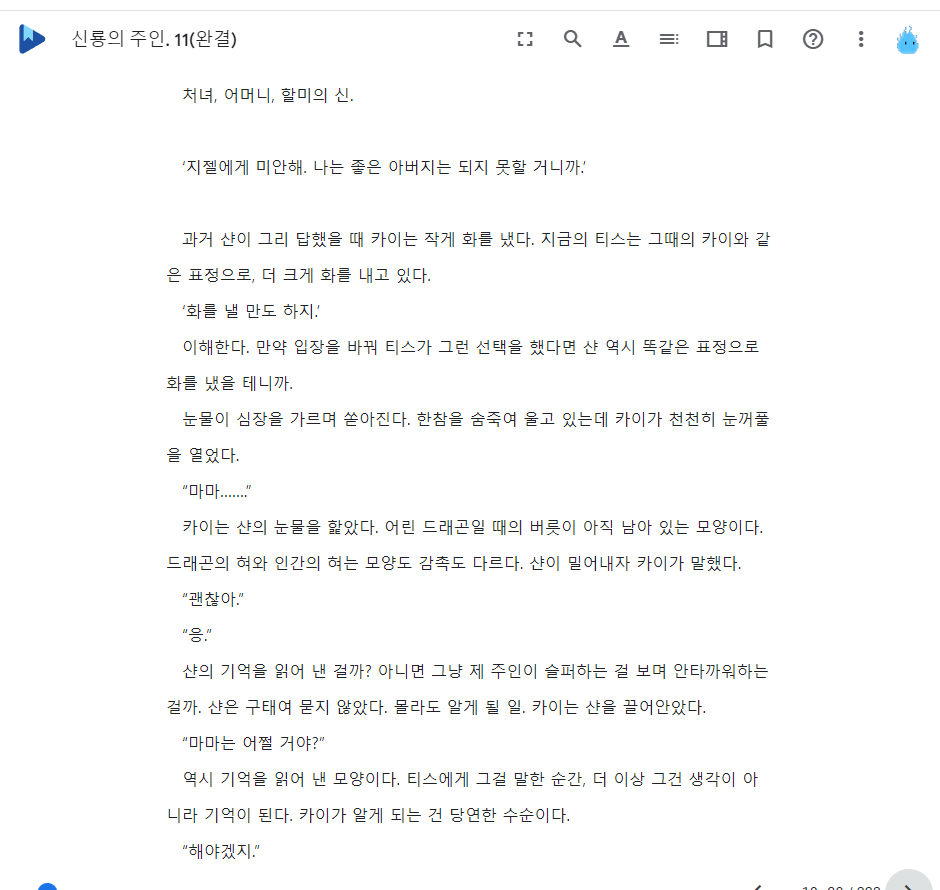 신룡의 주인. 11(완결)
처녀, 어머니, 할미의 신.
‘지젤에게 미안해. 나는 좋은 아버지는 되지 못할 거니까.’
과거 샨이 그리 답했을 때 카이는 작게 화를 냈다. 지금의 티스는 그때의 카이와 같
은 표정으로, 더 크게 화를 내고 있다.
‘화를 낼 만도 하지.’
이해한다. 만약 입장을 바꿔 티스가 그런 선택을 했다면 샨 역시 똑같은 표정으로
화를 냈을 테니까.
눈물이 심장을 가르며 쏟아진다. 한참을 숨죽여 울고 있는데 카이가 천천히 눈꺼풀
을 열었다.
“마마…….”
카이는 샨의 눈물을 핥았다. 어린 드래곤일 때의 버릇이 아직 남아 있는 모양이다.
드래곤의 혀와 인간의 혀는 모양도 감촉도 다르다. 샨이 밀어내자 카이가 말했다.
“괜찮아.”
“응.”
샨의 기억을 읽어 낸 걸까? 아니면 그냥 제 주인이 슬퍼하는 걸 보며 안타까워하는
걸까. 샨은 구태여 묻지 않았다. 몰라도 알게 될 일. 카이는 샨을 끌어안았다.
“마마는 어쩔 거야?”
역시 기억을 읽어 낸 모양이다. 티스에게 그걸 말한 순간, 더 이상 그건 생각이 아
니라 기억이 된다. 카이가 알게 되는 건 당연한 수순이다.
“해야겠지.”